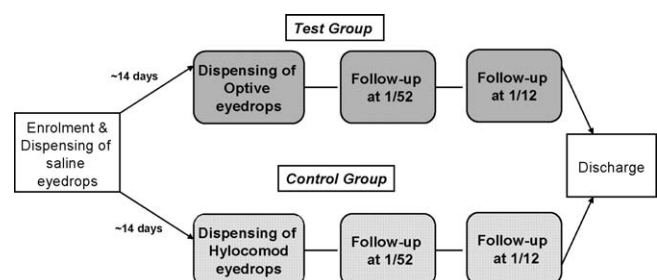 Test Group
~14 days
Dispensing of
Optive
eyedrops
Follow-up
at 1/52
Follow-up
at 1/12
Enrolment &
Dispensing of
saline
eyedrops
Discharge
Control Group
~14 days
Dispensing of
Hylocomod
eyedrops
Follow-up
at 1/52
Follow-up
at 1/12